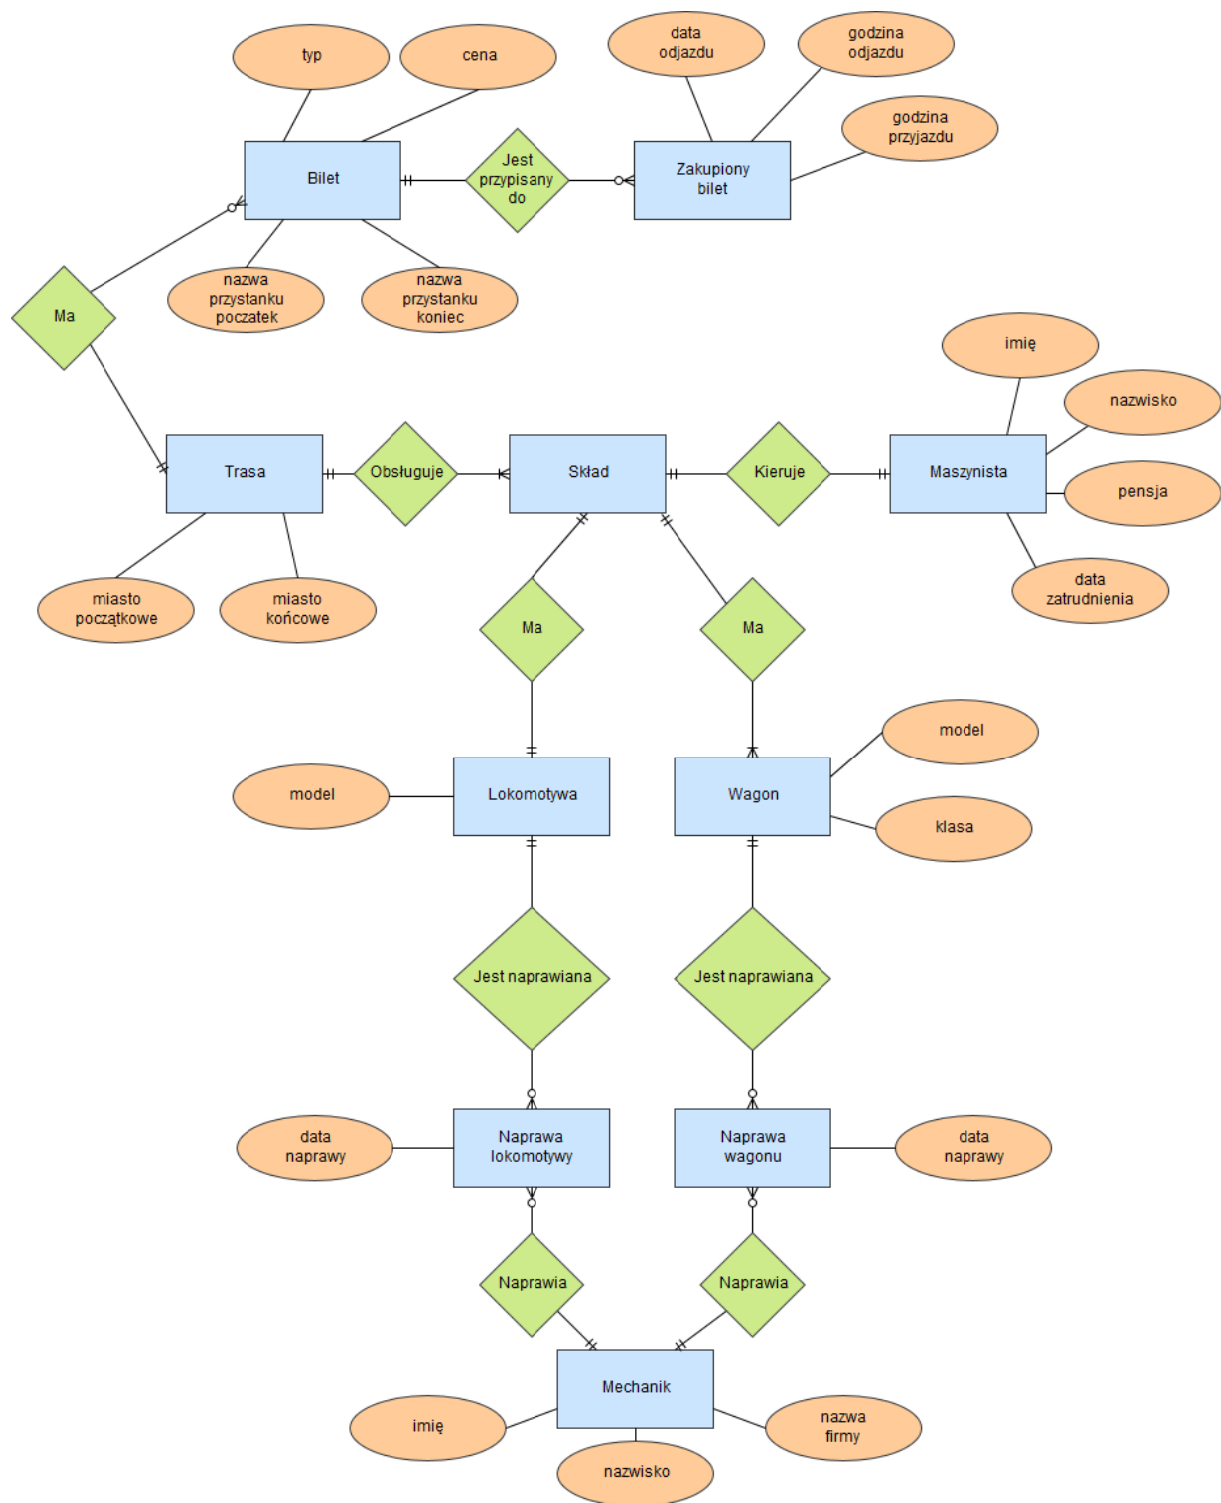 typ
cena
data
odjazdu
godzina
odjazdu
godzina
przyjazdu
Bilet
Jest
przypisany
do
Zakupiony
bilet
nazwa
przystanku
poczatek
nazwa
przystanku
koniec
Ma
imię
nazwisko
Trasa
Obsługuje
Skład
Kieruje
Maszynista
pensja
miasto
początkowe
miasto
końcowe
data
zatrudnienia
Ma
Ma
model
model
Lokomotywa
Wagon
klasa
Jest naprawiana
Jest naprawiana
data
naprawy
Naprawa
lokomotywy
Naprawa
wagonu
data
naprawy
Naprawia
Naprawia
Mechanik
imię
nazwa
firmy
nazwisko